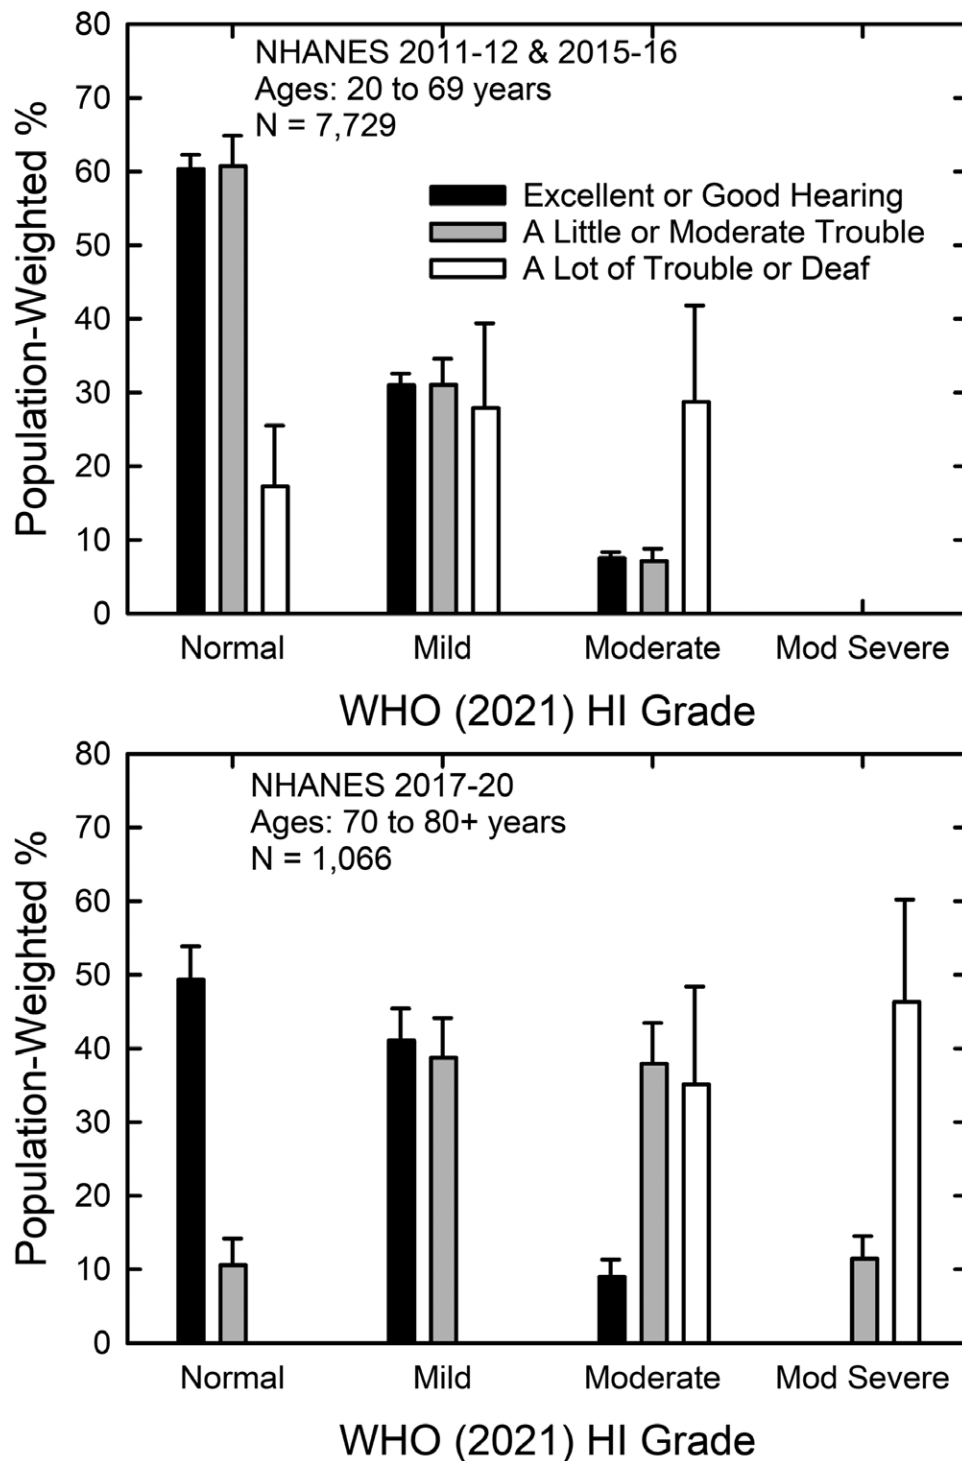 80
70
60
50
40
30
20
10
0
Population-Weighted %
NHANES 2011-12 & 2015-16
Ages: 20 to 69 years
N = 7,729
Excellent or Good Hearing
A Little or Moderate Trouble
A Lot of Trouble or Deaf
Normal Mild Moderate Mod Severe
WHO (2021) HI Grade
80
70
60
50
40
30
20
10
0
Population-Weighted %
NHANES 2017-20
Ages: 70 to 80+ years
N = 1,066
Normal Mild Moderate Mod Severe
WHO (2021) HI Grade